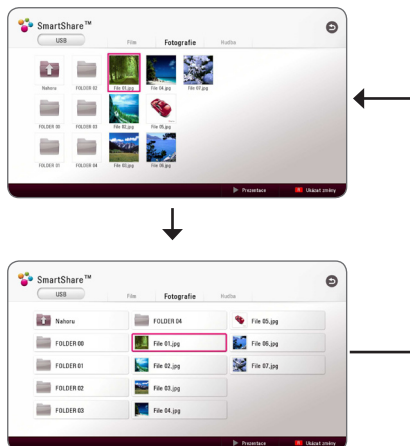 SmartShare™
USB
Film Fotografie Hudba
Nahoru FOLDER 02 File 01.jpg File 04.jpg File 07.jpg
FOLDER 00 FOLDER 03 File 02.jpg File 05.jpg
FOLDER 01 FOLDER 04 File 03.jpg File 06.jpg
Prezentace Ukázat změny
SmartShare™
USB
Film Fotografie Hudba
Nahoru FOLDER 04 File 05.jpg
FOLDER 00 File 01.jpg File 06.jpg
FOLDER 01 File 02.jpg File 07.jpg
FOLDER 02 File 03.jpg
FOLDER 03 File 04.jpg
Prezentace Ukázat změny